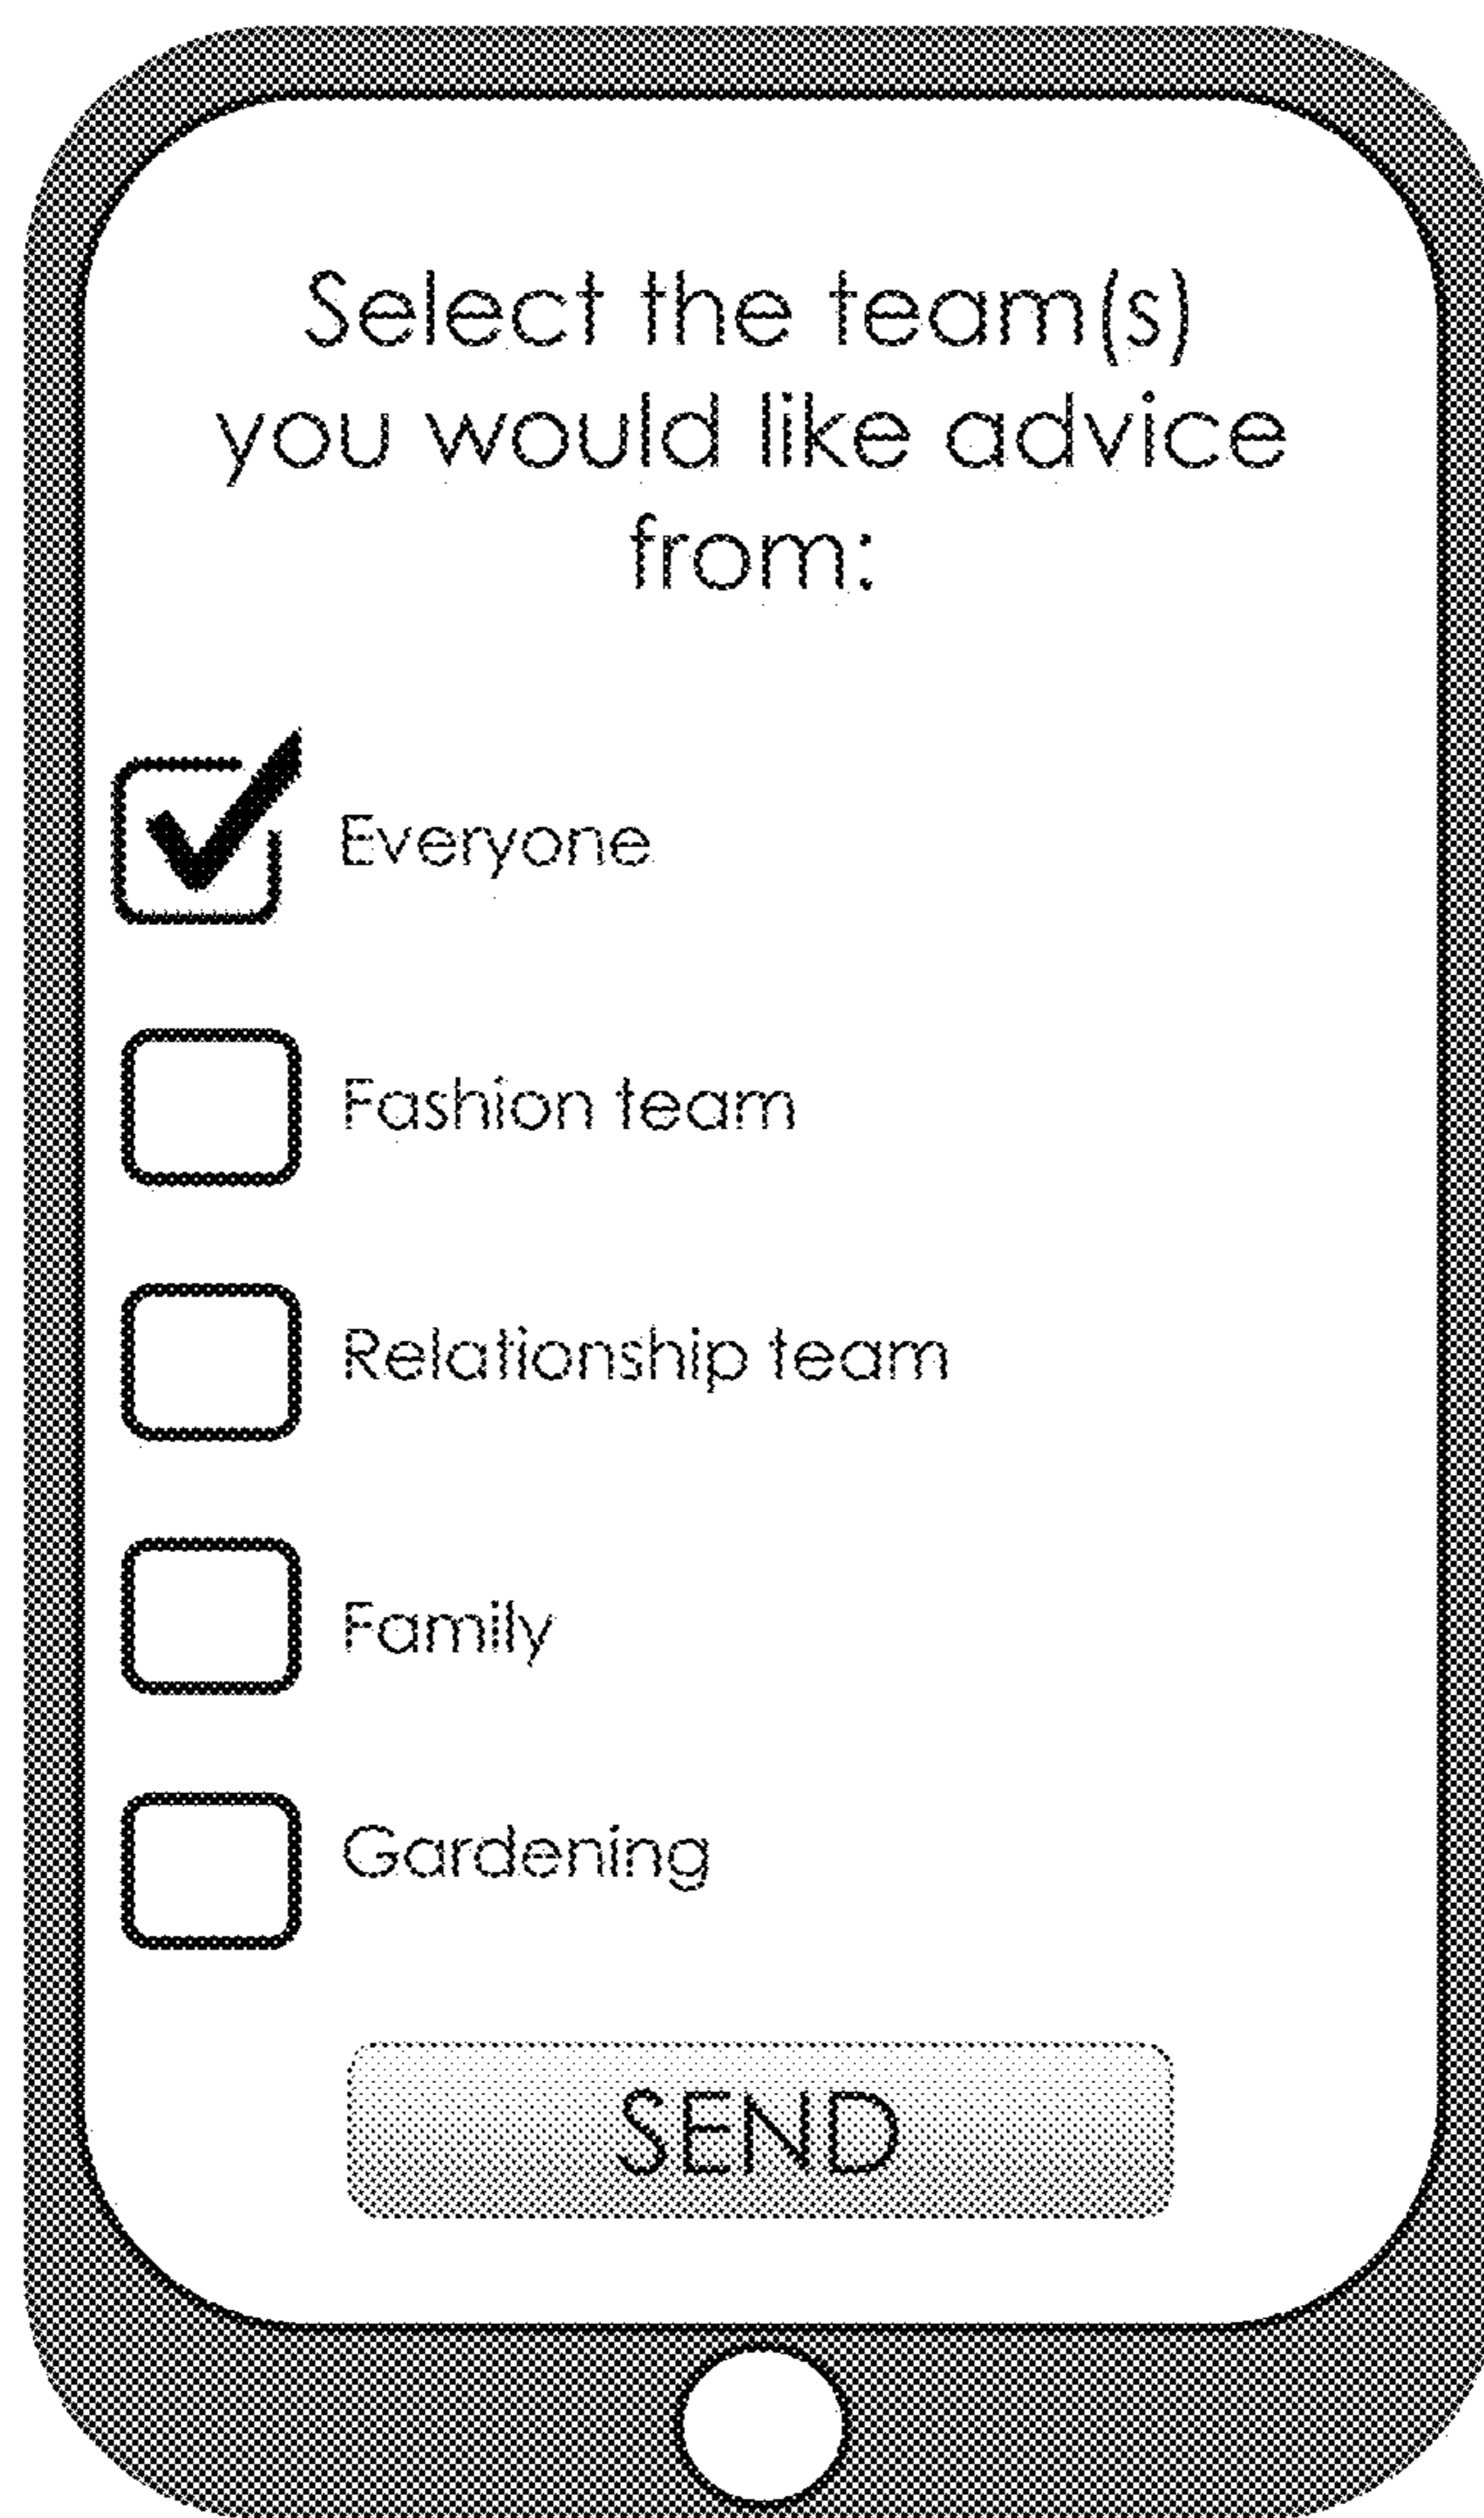 Select the team(s)
you would like advice
from:
Everyone
Fashion team
Relationship team
Family
Gardening
SEND